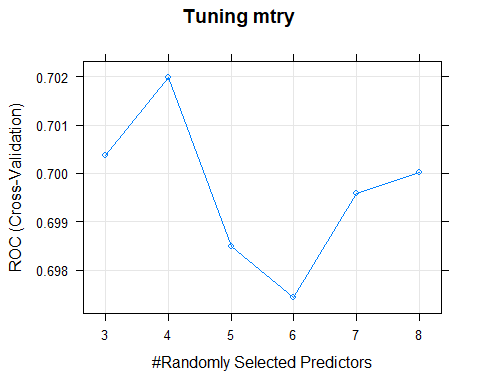 Tuning mtry
ROC (Cross-Validation)
0.702
0.701
0.700
0.699
0.698
3 4 5 6 7 8
#Randomly Selected Predictors